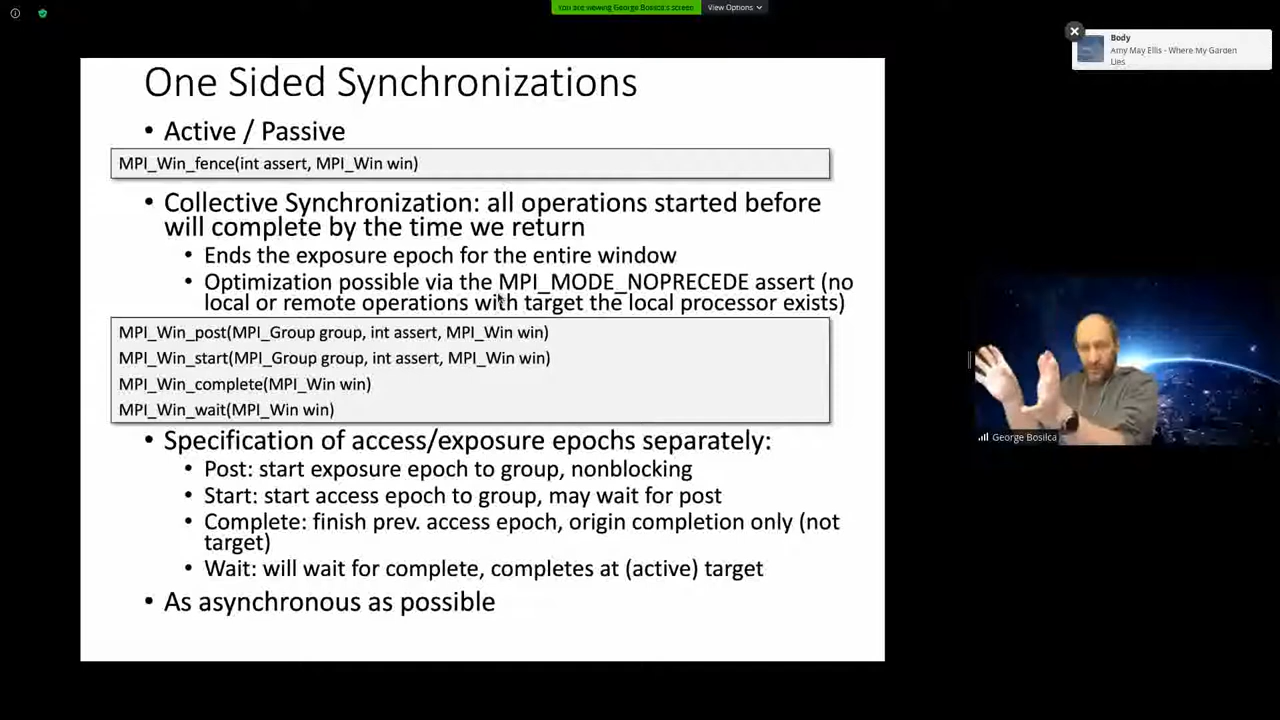 You are viewing George Bosilca's screen
View Options
Body
Amy May Ellis - Where My Garden
Lies
One Sided Synchronizations
• Active / Passive
MPI_Win_fence(int assert, MPI_Win win)
• Collective Synchronization: all operations started before
will complete by the time we return
• Ends the exposure epoch for the entire window
• Optimization possible via the MPI_MODE_NOPRECEDE assert (no
local or remote operations with target the local processor exists)
MPI_Win_post(MPI_Group group, int assert, MPI_Win win)
MPI_Win_start(MPI_Group group, int assert, MPI_Win win)
MPI_Win_complete(MPI_Win win)
MPI_Win_wait(MPI_Win win)
• Specification of access/exposure epochs separately:
• Post: start exposure epoch to group, nonblocking
• Start: start access epoch to group, may wait for post
• Complete: finish prev. access epoch, origin completion only (not
target)
• Wait: will wait for complete, completes at (active) target
• As asynchronous as possible
George Bosilca